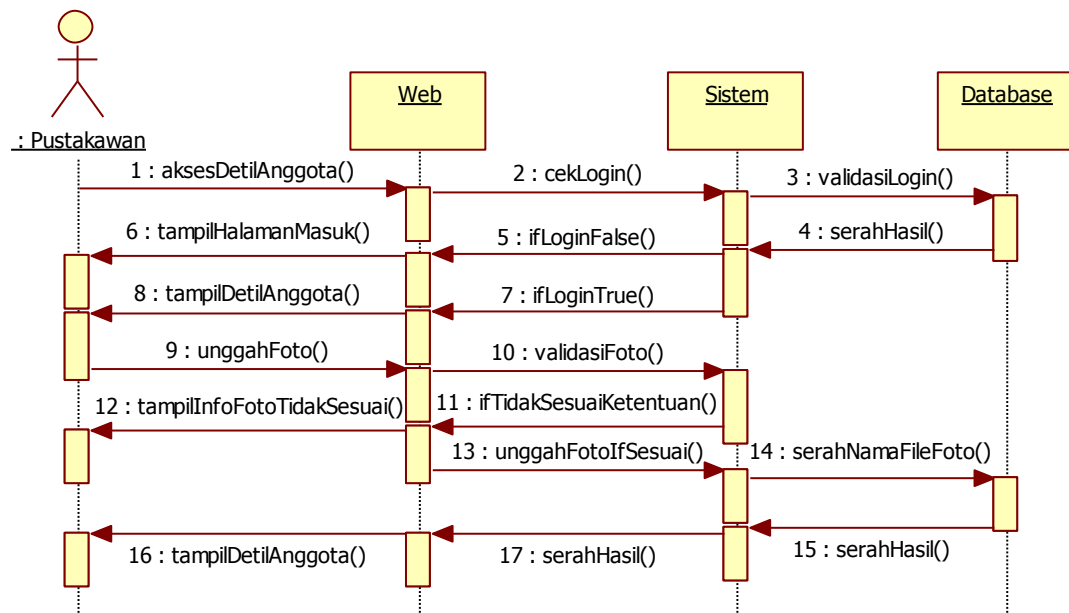 Web
Sistem
Database
: Pustakawan
1 : aksesDetilAnggota()
2 : cekLogin()
3 : validasiLogin()
4 : serahHasil()
5 : ifLoginFalse()
6 : tampilHalamanMasuk()
7 : ifLoginTrue()
8 : tampilDetilAnggota()
9 : unggahFoto()
10 : validasiFoto()
11 : ifTidakSesuaiKetentuan()
12 : tampilInfoFotoTidakSesuai()
13 : unggahFotoIfSesuai()
14 : serahNamaFileFoto()
15 : serahHasil()
16 : tampilDetilAnggota()
17 : serahHasil()